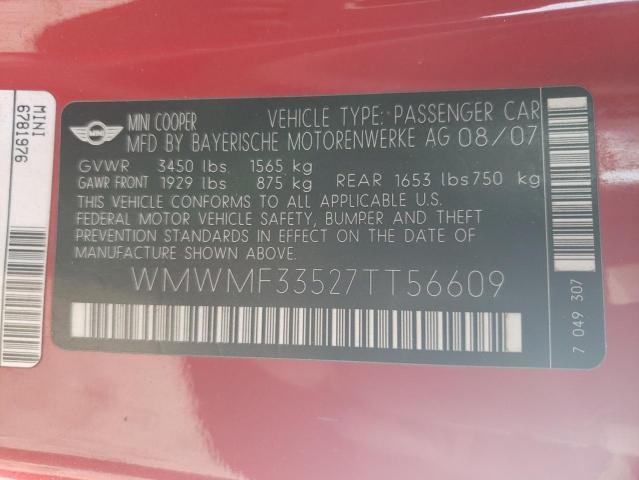 MINI
6781976
MINI
MINI COOPER VEHICLE TYPE: PASSENGER CAR
MFD BY BAYERISCHE MOTORENWERKE AG 08/07
GVWR 3450 lbs. 1565 kg
GAWR FRONT 1929 lbs 875 kg REAR 1653 lbs750 kg
THIS VEHICLE CONFORMS TO ALL APPLICABLE U.S.
FEDERAL MOTOR VEHICLE SAFETY, BUMPER AND THEFT
PREVENTION STANDARDS IN EFFECT ON THE DATE OF
MANUFACTURE SHOWN ABOVE.
WMWMF33527TT56609
7 049 307